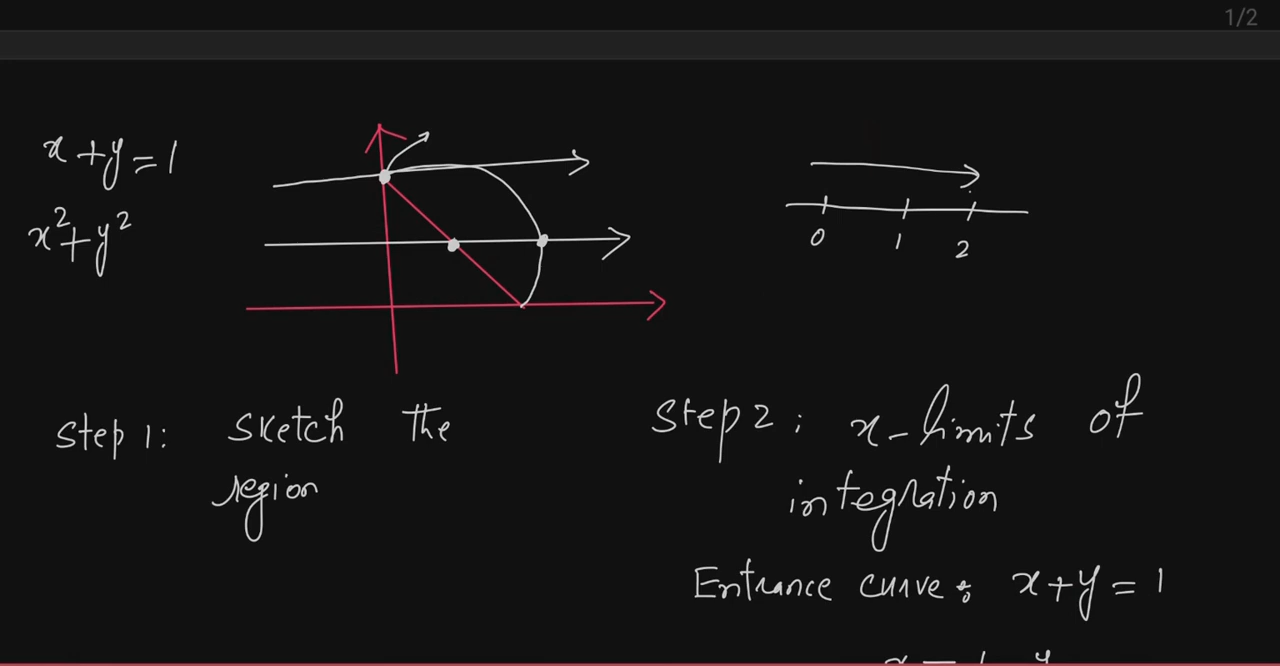 1/2
x + y = 1
x² + y²
0 1 2
Step 1: Sketch the
region
Step 2: x-limits of
integration
Entrance curve: x + y = 1